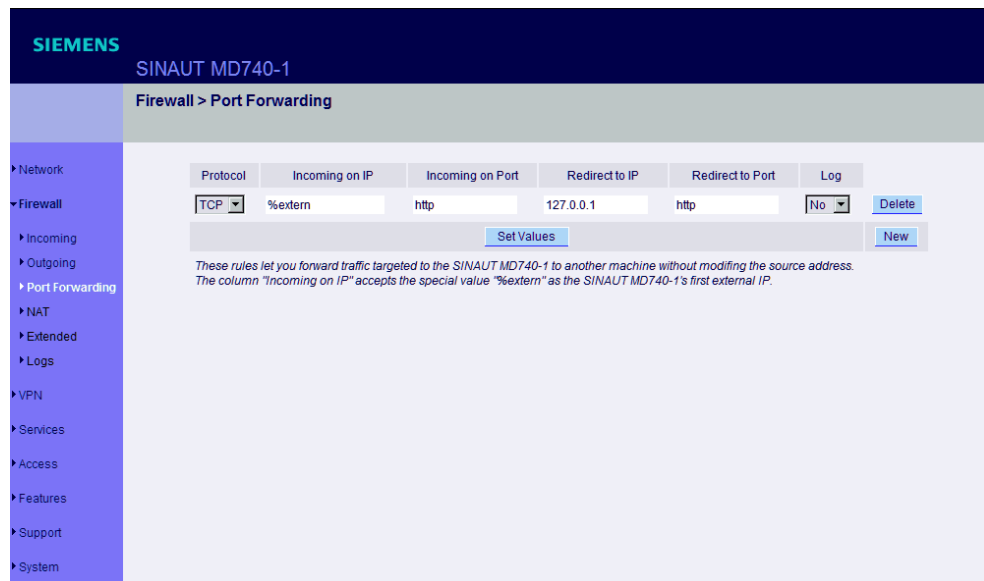 SIEMENS
SINAUT MD740-1
Firewall > Port Forwarding
Network
Firewall
Incoming
Outgoing
Port Forwarding
NAT
Extended
Logs
VPN
Services
Access
Features
Support
System
Protocol Incoming on IP Incoming on Port Redirect to IP Redirect to Port Log
TCP %extern http 127.0.0.1 http No Delete
Set Values New
These rules let you forward traffic targeted to the SINAUT MD740-1 to another machine without modifing the source address.
The column "Incoming on IP" accepts the special value "%extern" as the SINAUT MD740-1's first external IP.